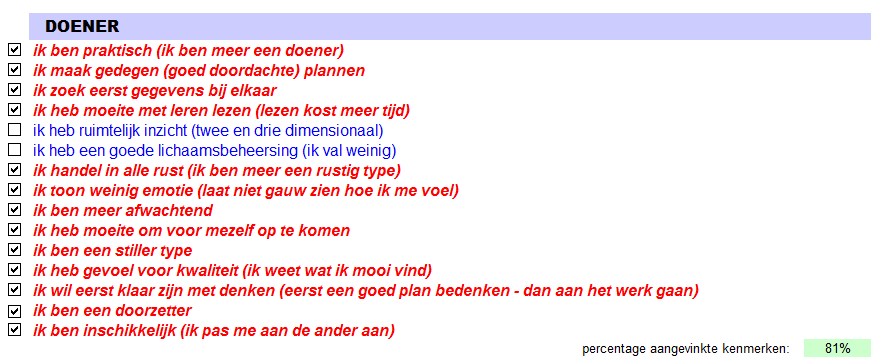 DOENER
ik ben praktisch (ik ben meer een doener)
ik maak gedegen (goed doordachte) plannen
ik zoek eerst gegevens bij elkaar
ik heb moeite met leren lezen (lezen kost meer tijd)
ik heb ruimtelijk inzicht (twee en drie dimensionaal)
ik heb een goede lichaamsbeheersing (ik val weinig)
ik handel in alle rust (ik ben meer een rustig type)
ik toon weinig emotie (laat niet gauw zien hoe ik me voel)
ik ben meer afwachtend
ik heb moeite om voor mezelf op te komen
ik ben een stiller type
ik heb gevoel voor kwaliteit (ik weet wat ik mooi vind)
ik wil eerst klaar zijn met denken (eerst een goed plan bedenken - dan aan het werk gaan)
ik ben een doorzetter
ik ben inschikkelijk (ik pas me aan de ander aan)
percentage aangevinkte kenmerken: 81%